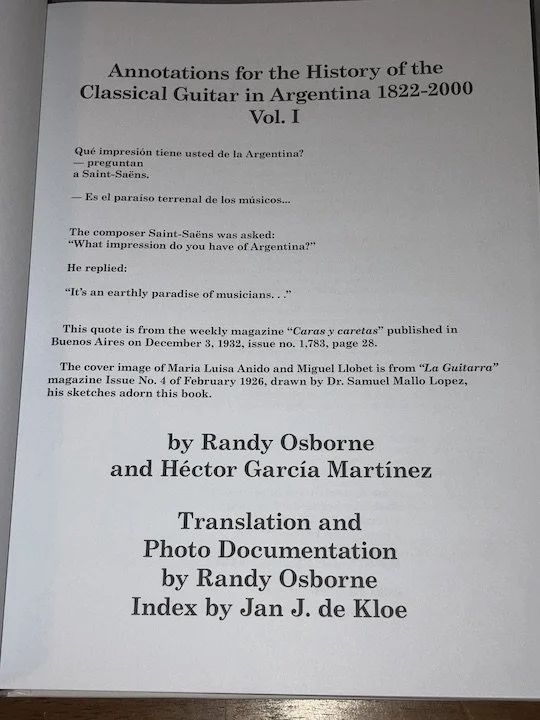 Annotations for the History of the
Classical Guitar in Argentina 1822-2000
Vol. I
Qué impresión tiene usted de la Argentina?
— preguntan
a Saint-Saëns.
— Es el paraiso terrenal de los músicos...
The composer Saint-Saëns was asked:
“What impression do you have of Argentina?”
He replied:
“It’s an earthly paradise of musicians. . .”
This quote is from the weekly magazine “Caras y caretas” published in
Buenos Aires on December 3, 1932, issue no. 1,783, page 28.
The cover image of Maria Luisa Anido and Miguel Llobet is from “La Guitarra”
magazine Issue No. 4 of February 1926, drawn by Dr. Samuel Mallo Lopez,
his sketches adorn this book.
by Randy Osborne
and Héctor García Martínez
Translation and
Photo Documentation
by Randy Osborne
Index by Jan J. de Kloe